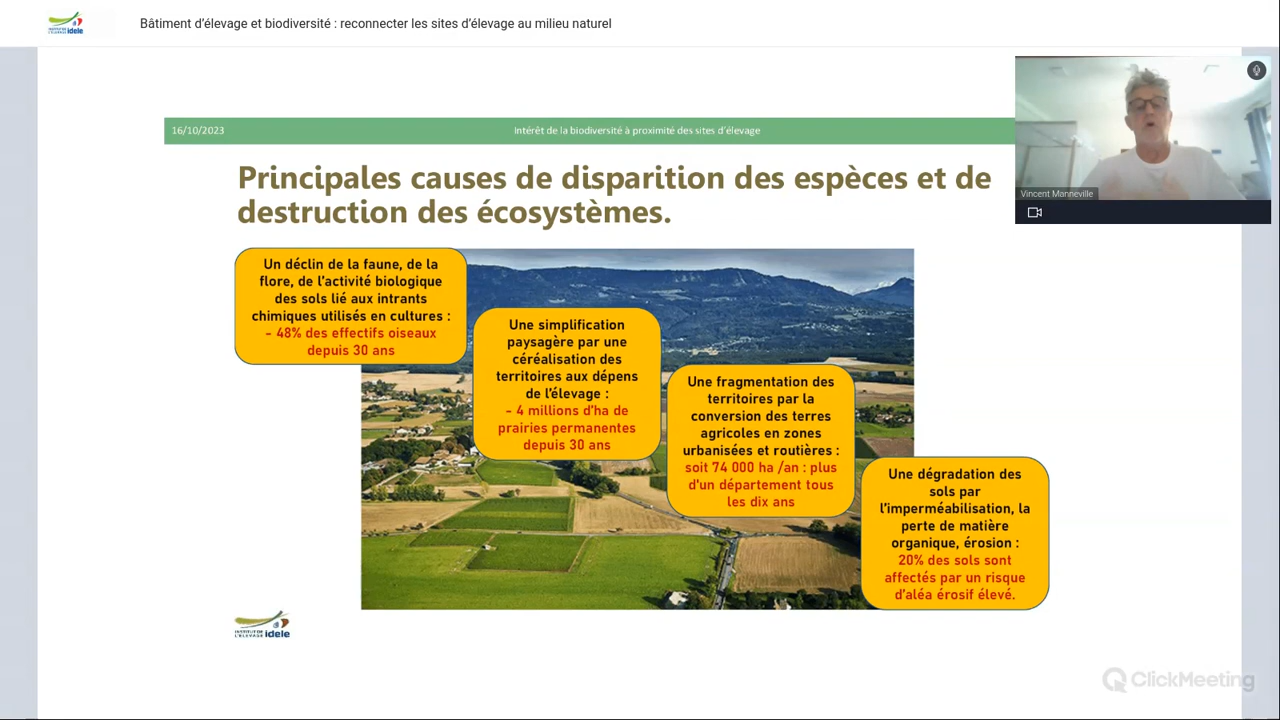 INSTITUT DE
L'ELEVAGE idele
Bâtiment d'élevage et biodiversité : reconnecter les sites d'élevage au milieu naturel
16/10/2023
Intérêt de la biodiversité à proximité des sites d'élevage
Vincent Manneville
Principales causes de disparition des espèces et de
destruction des écosystèmes.
Un déclin de la faune, de la
flore, de l'activité biologique
des sols lié aux intrants
chimiques utilisés en cultures :
- 48% des effectifs oiseaux
depuis 30 ans
Une simplification
paysagère par une
céréalisation des
territoires aux dépens
de l'élevage :
- 4 millions d'ha de
prairies permanentes
depuis 30 ans
Une fragmentation des
territoires par la
conversion des terres
agricoles en zones
urbanisées et routières :
soit 74 000 ha /an : plus
d'un département tous
les dix ans
Une dégradation des
sols par
l'imperméabilisation, la
perte de matière
organique, érosion :
20% des sols sont
affectés par un risque
d'aléa érosif élevé.
INSTITUT DE
L'ELEVAGE idele
ClickMeeting